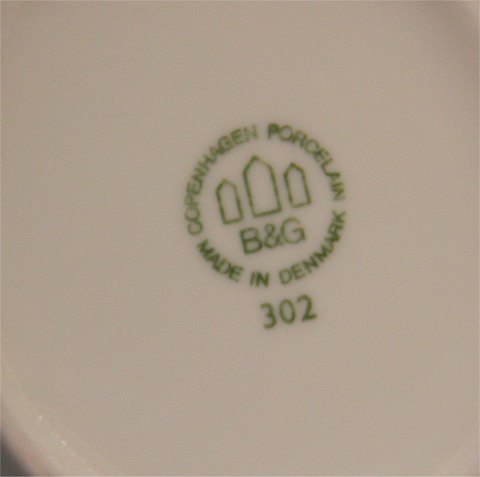 COPENHAGEN PORCELAIN
B&G
MADE IN DENMARK
302